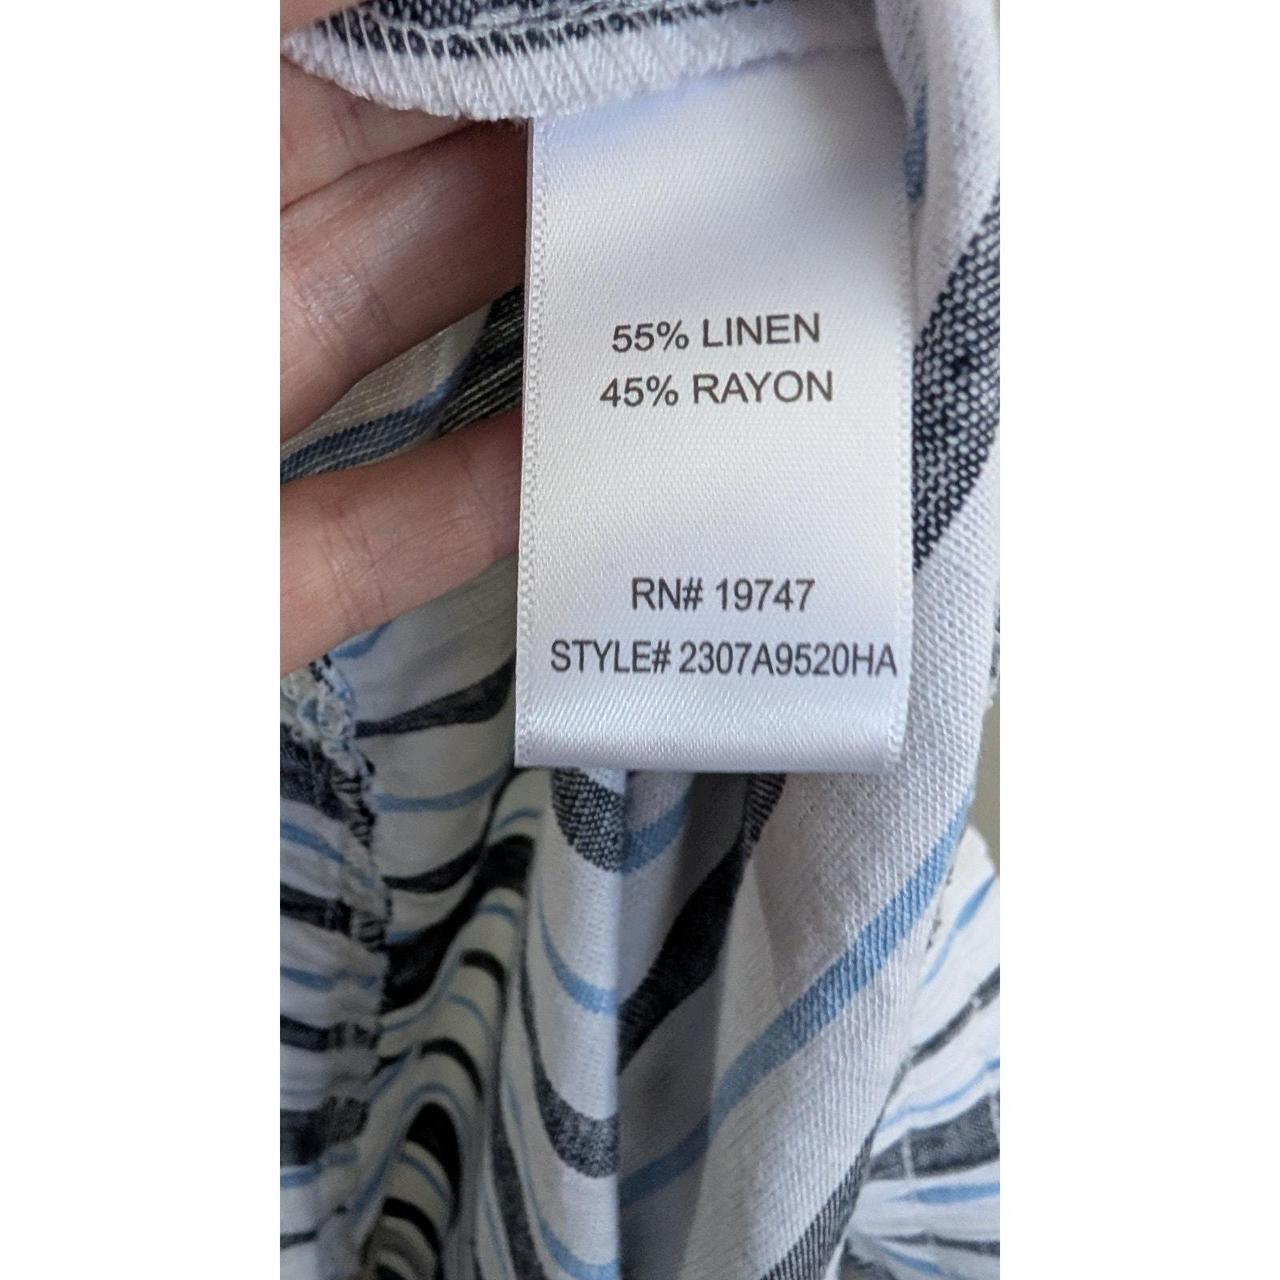 55% LINEN
45% RAYON
RN# 19747
STYLE# 2307A9520HA